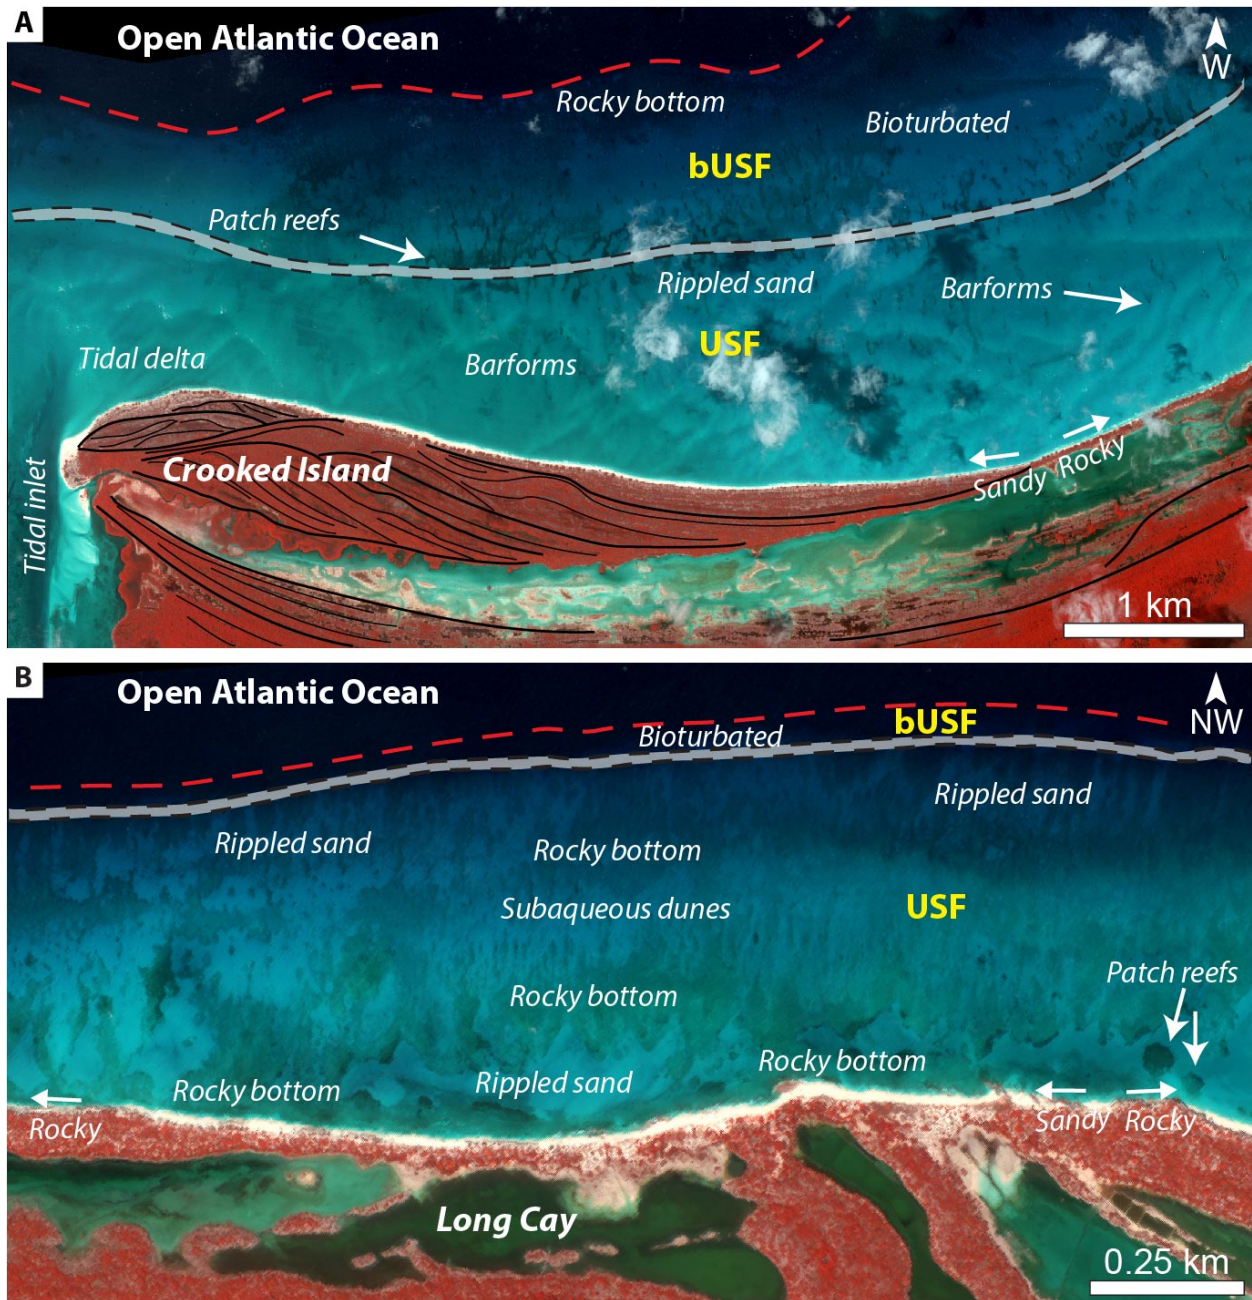 A
Open Atlantic Ocean
W
Rocky bottom
Bioturbated
bUSF
Patch reefs
Rippled sand
Barforms
USF
Tidal delta
Barforms
Crooked Island
Sandy
Rocky
Tidal inlet
1 km
B
Open Atlantic Ocean
NW
bUSF
Bioturbated
Rippled sand
Rippled sand
Rocky bottom
Subaqueous dunes
USF
Patch reefs
Rocky bottom
Rocky bottom
Rippled sand
Rocky bottom
Rocky
Sandy
Rocky
Long Cay
0.25 km